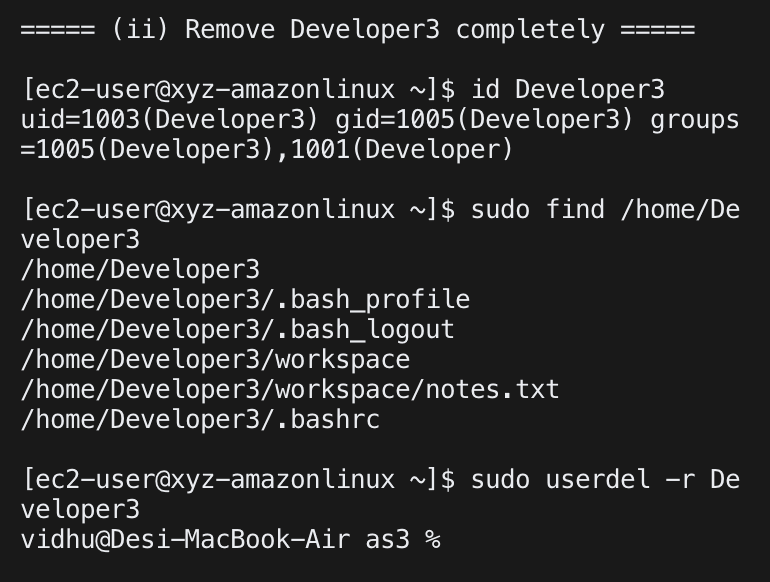 ===== (ii) Remove Developer3 completely =====
[ec2-user@xyz-amazonlinux ~]$ id Developer3
uid=1003(Developer3) gid=1005(Developer3) groups
=1005(Developer3),1001(Developer)
[ec2-user@xyz-amazonlinux ~]$ sudo find /home/De
veloper3
/home/Developer3
/home/Developer3/.bash_profile
/home/Developer3/.bash_logout
/home/Developer3/workspace
/home/Developer3/workspace/notes.txt
/home/Developer3/.bashrc
[ec2-user@xyz-amazonlinux ~]$ sudo userdel -r De
veloper3
vidhu@Desi-MacBook-Air as3 %